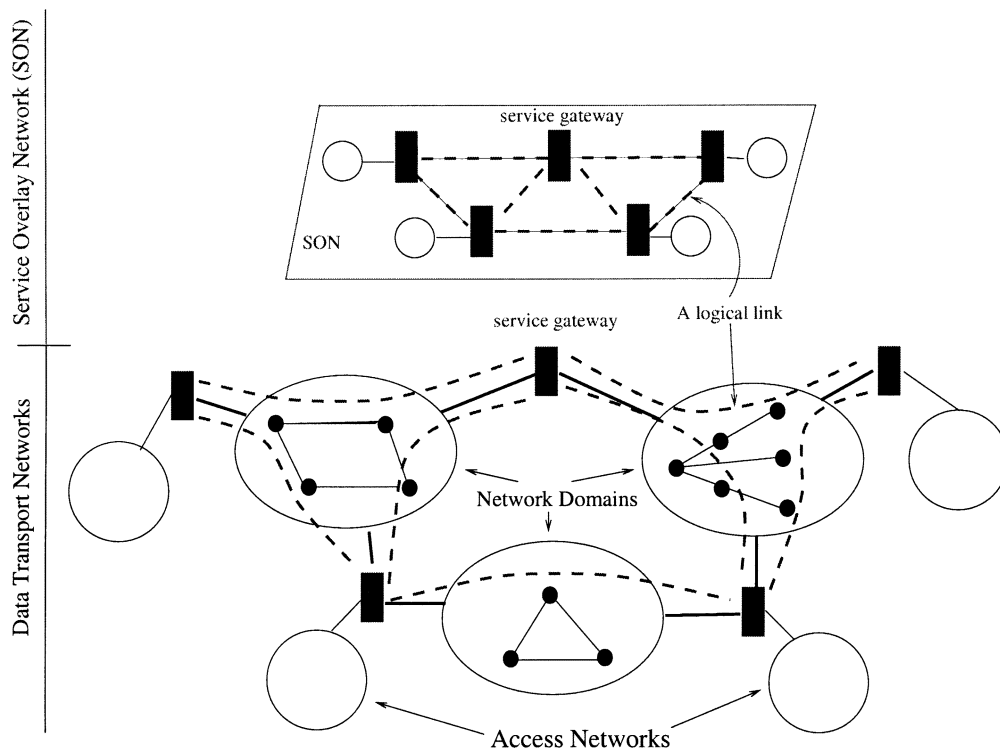 Service Overlay Network (SON)
service gateway
SON
A logical link
service gateway
Data Transport Networks
Network Domains
Access Networks